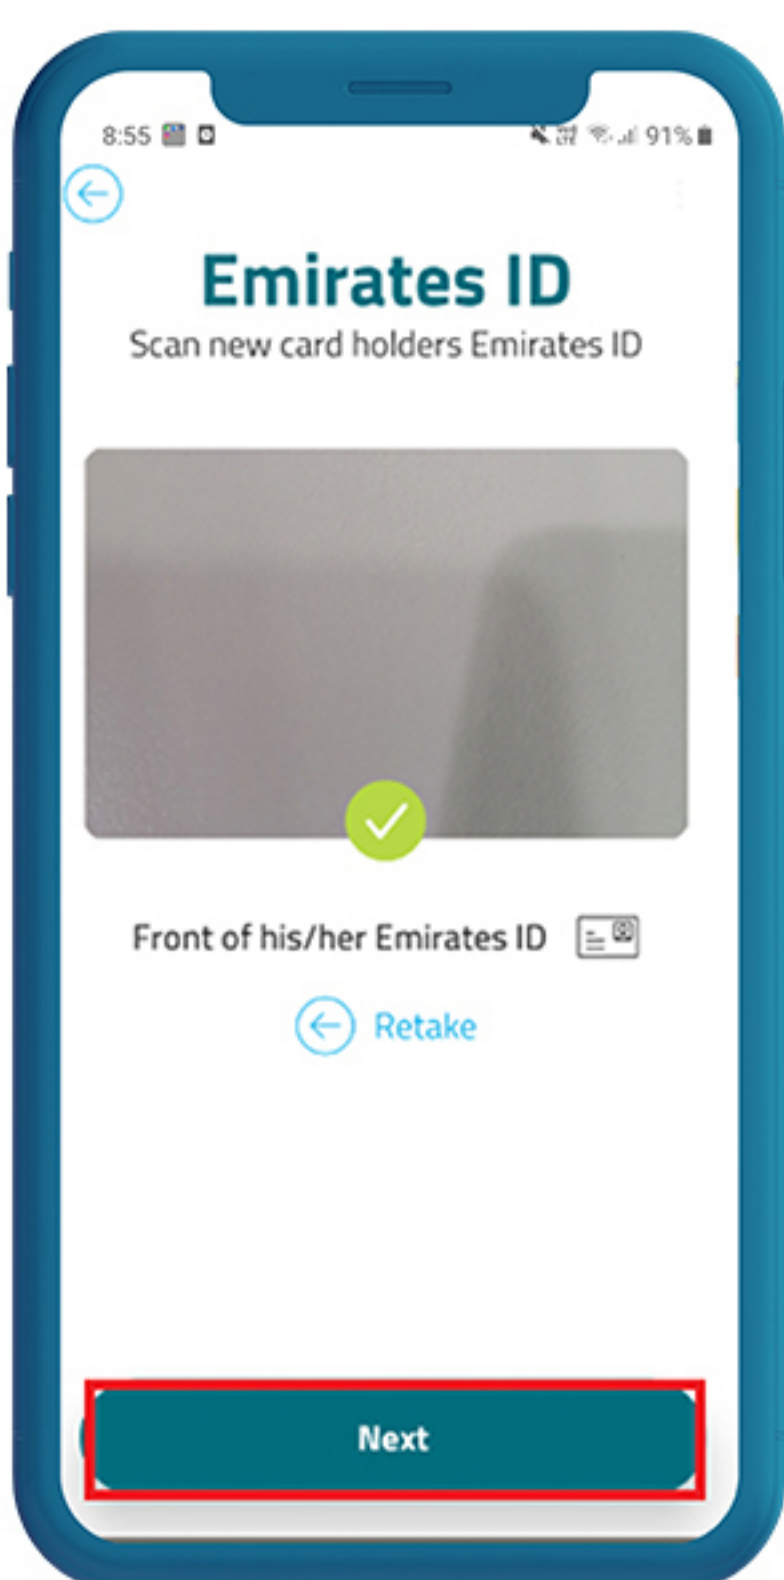 8:55
91%
Emirates ID
Scan new card holders Emirates ID
Front of his/her Emirates ID
Retake
Next